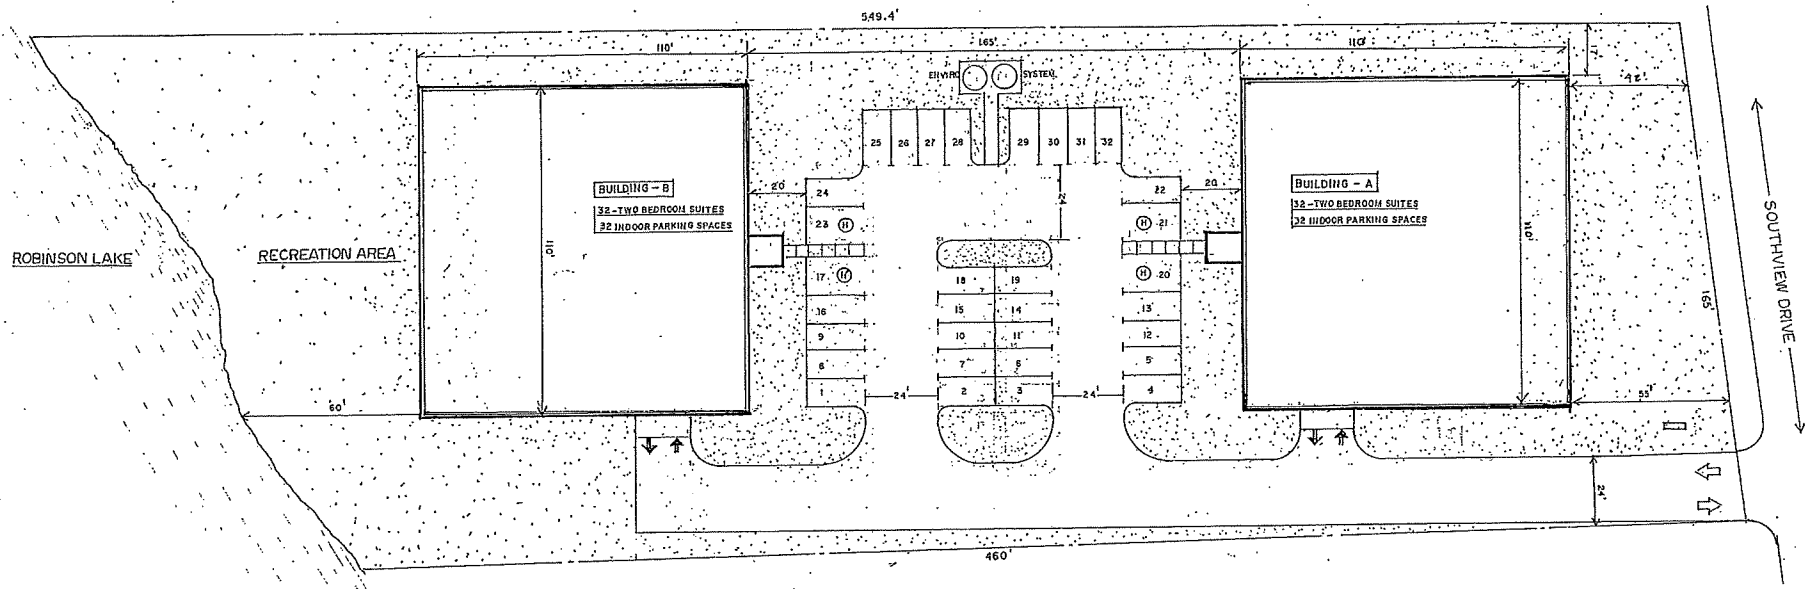 549.4'
110'
165'
110'
ENVIRO SYSTEM
42'
25 26 27 28 29 30 31 32
24
20'
22
20
24'
BUILDING - B
32-TWO BEDROOM SUITES
32 INDOOR PARKING SPACES
BUILDING - A
32-TWO BEDROOM SUITES
32 INDOOR PARKING SPACES
23 H
H 21
110'
110'
ROBINSON LAKE
RECREATION AREA
SOUTHVIEW DRIVE
17 H
18 19
H 20
16
15 14
13
9
10 11
12
8
7 6
5
1
2 3
4
24'
24'
165'
60'
55'
24'
460'